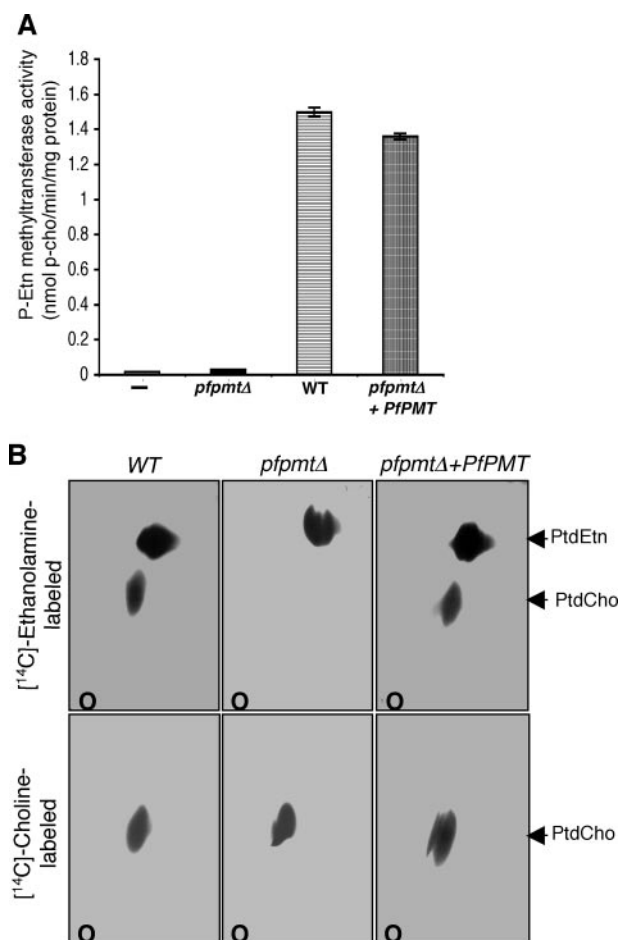 A
P-Etn methyltransferase activity
(nmol p-cho/min/mg protein)
1.8
1.6
1.4
1.2
1
0.8
0.6
0.4
0.2
0
–
pfpmtΔ
WT
pfpmtΔ
+ PfPMT
B
WT
pfpmtΔ
pfpmtΔ+PfPMT
[¹⁴C]-Ethanolamine-
labeled
PtdEtn
PtdCho
O
O
O
[¹⁴C]-Choline-
labeled
PtdCho
O
O
O